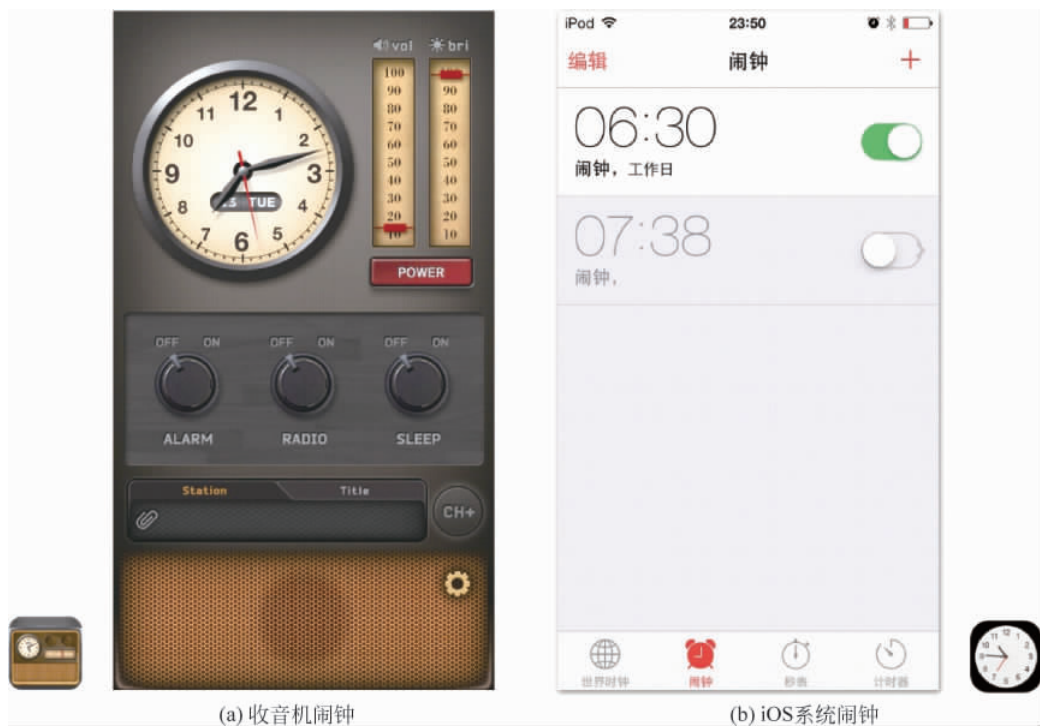 vol
bri
100
90
80
70
60
50
40
30
20
10
90
80
70
60
50
40
30
20
10
12
1
2
3
4
5
6
7
8
9
10
11
TUE
POWER
OFF ON
OFF ON
OFF ON
ALARM
RADIO
SLEEP
Station
Title
CH+
(a) 收音机闹钟
iPod
23:50
编辑
闹钟
+
06:30
闹钟，工作日
07:38
闹钟，
世界时钟
闹钟
秒表
计时器
(b) iOS系统闹钟